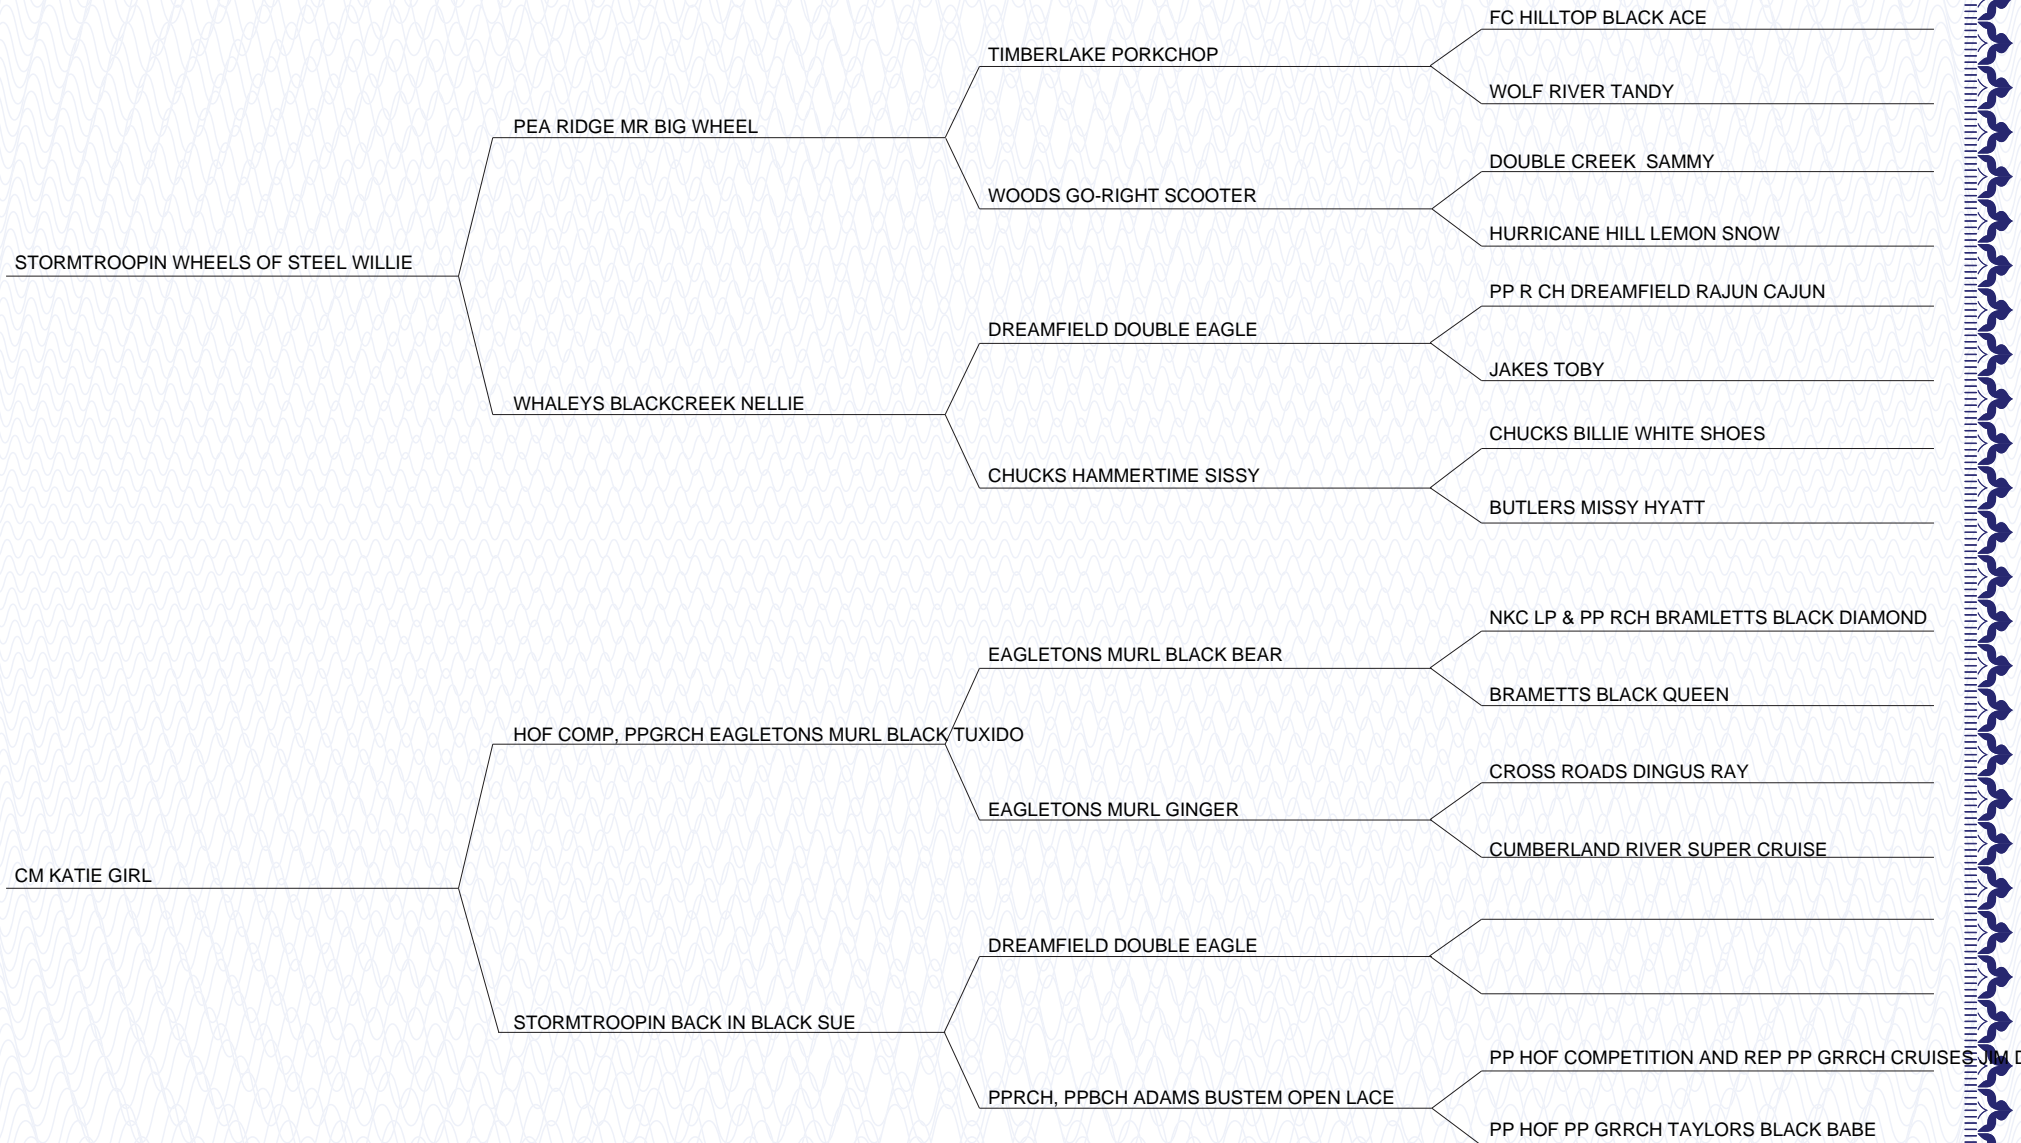 FC HILLTOP BLACK ACE
TIMBERLAKE PORKCHOP
WOLF RIVER TANDY
PEA RIDGE MR BIG WHEEL
DOUBLE CREEK  SAMMY
WOODS GO-RIGHT SCOOTER
HURRICANE HILL LEMON SNOW
STORMTROOPIN WHEELS OF STEEL WILLIE
PP R CH DREAMFIELD RAJUN CAJUN
DREAMFIELD DOUBLE EAGLE
JAKES TOBY
WHALEYS BLACKCREEK NELLIE
CHUCKS BILLIE WHITE SHOES
CHUCKS HAMMERTIME SISSY
BUTLERS MISSY HYATT
NKC LP & PP RCH BRAMLETTS BLACK DIAMOND
EAGLETONS MURL BLACK BEAR
BRAMETTS BLACK QUEEN
HOF COMP, PPGRCH EAGLETONS MURL BLACK TUXIDO
CROSS ROADS DINGUS RAY
EAGLETONS MURL GINGER
CUMBERLAND RIVER SUPER CRUISE
CM KATIE GIRL
DREAMFIELD DOUBLE EAGLE
STORMTROOPIN BACK IN BLACK SUE
PP HOF COMPETITION AND REP PP GRRCH CRUISES JIM
PPRCH, PPBCH ADAMS BUSTEM OPEN LACE
PP HOF PP GRRCH TAYLORS BLACK BABE